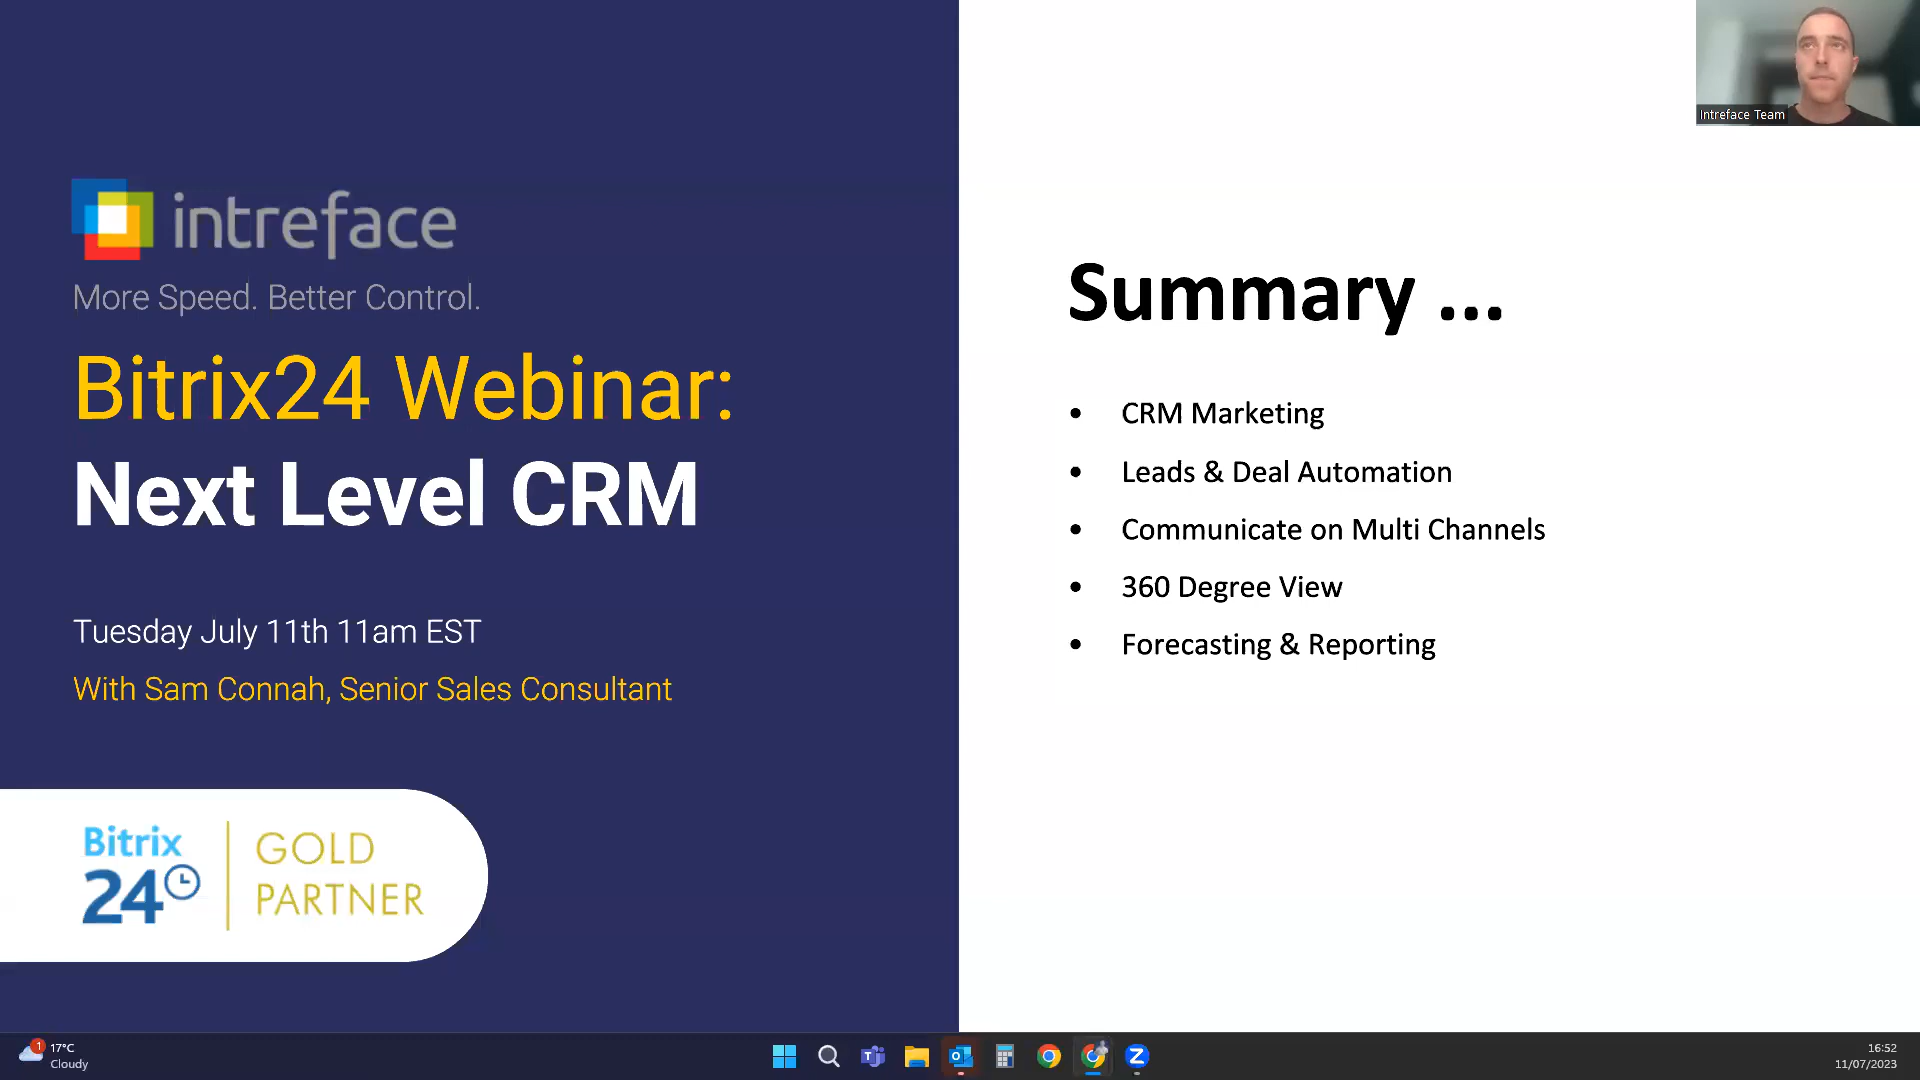 Intreface Team
intreface
More Speed. Better Control.
Bitrix24 Webinar:
Next Level CRM
Tuesday July 11th 11am EST
With Sam Connah, Senior Sales Consultant
Bitrix
24
GOLD
PARTNER
Summary ...
• CRM Marketing
• Leads & Deal Automation
• Communicate on Multi Channels
• 360 Degree View
• Forecasting & Reporting
1
17°C
Cloudy
16:52
11/07/2023